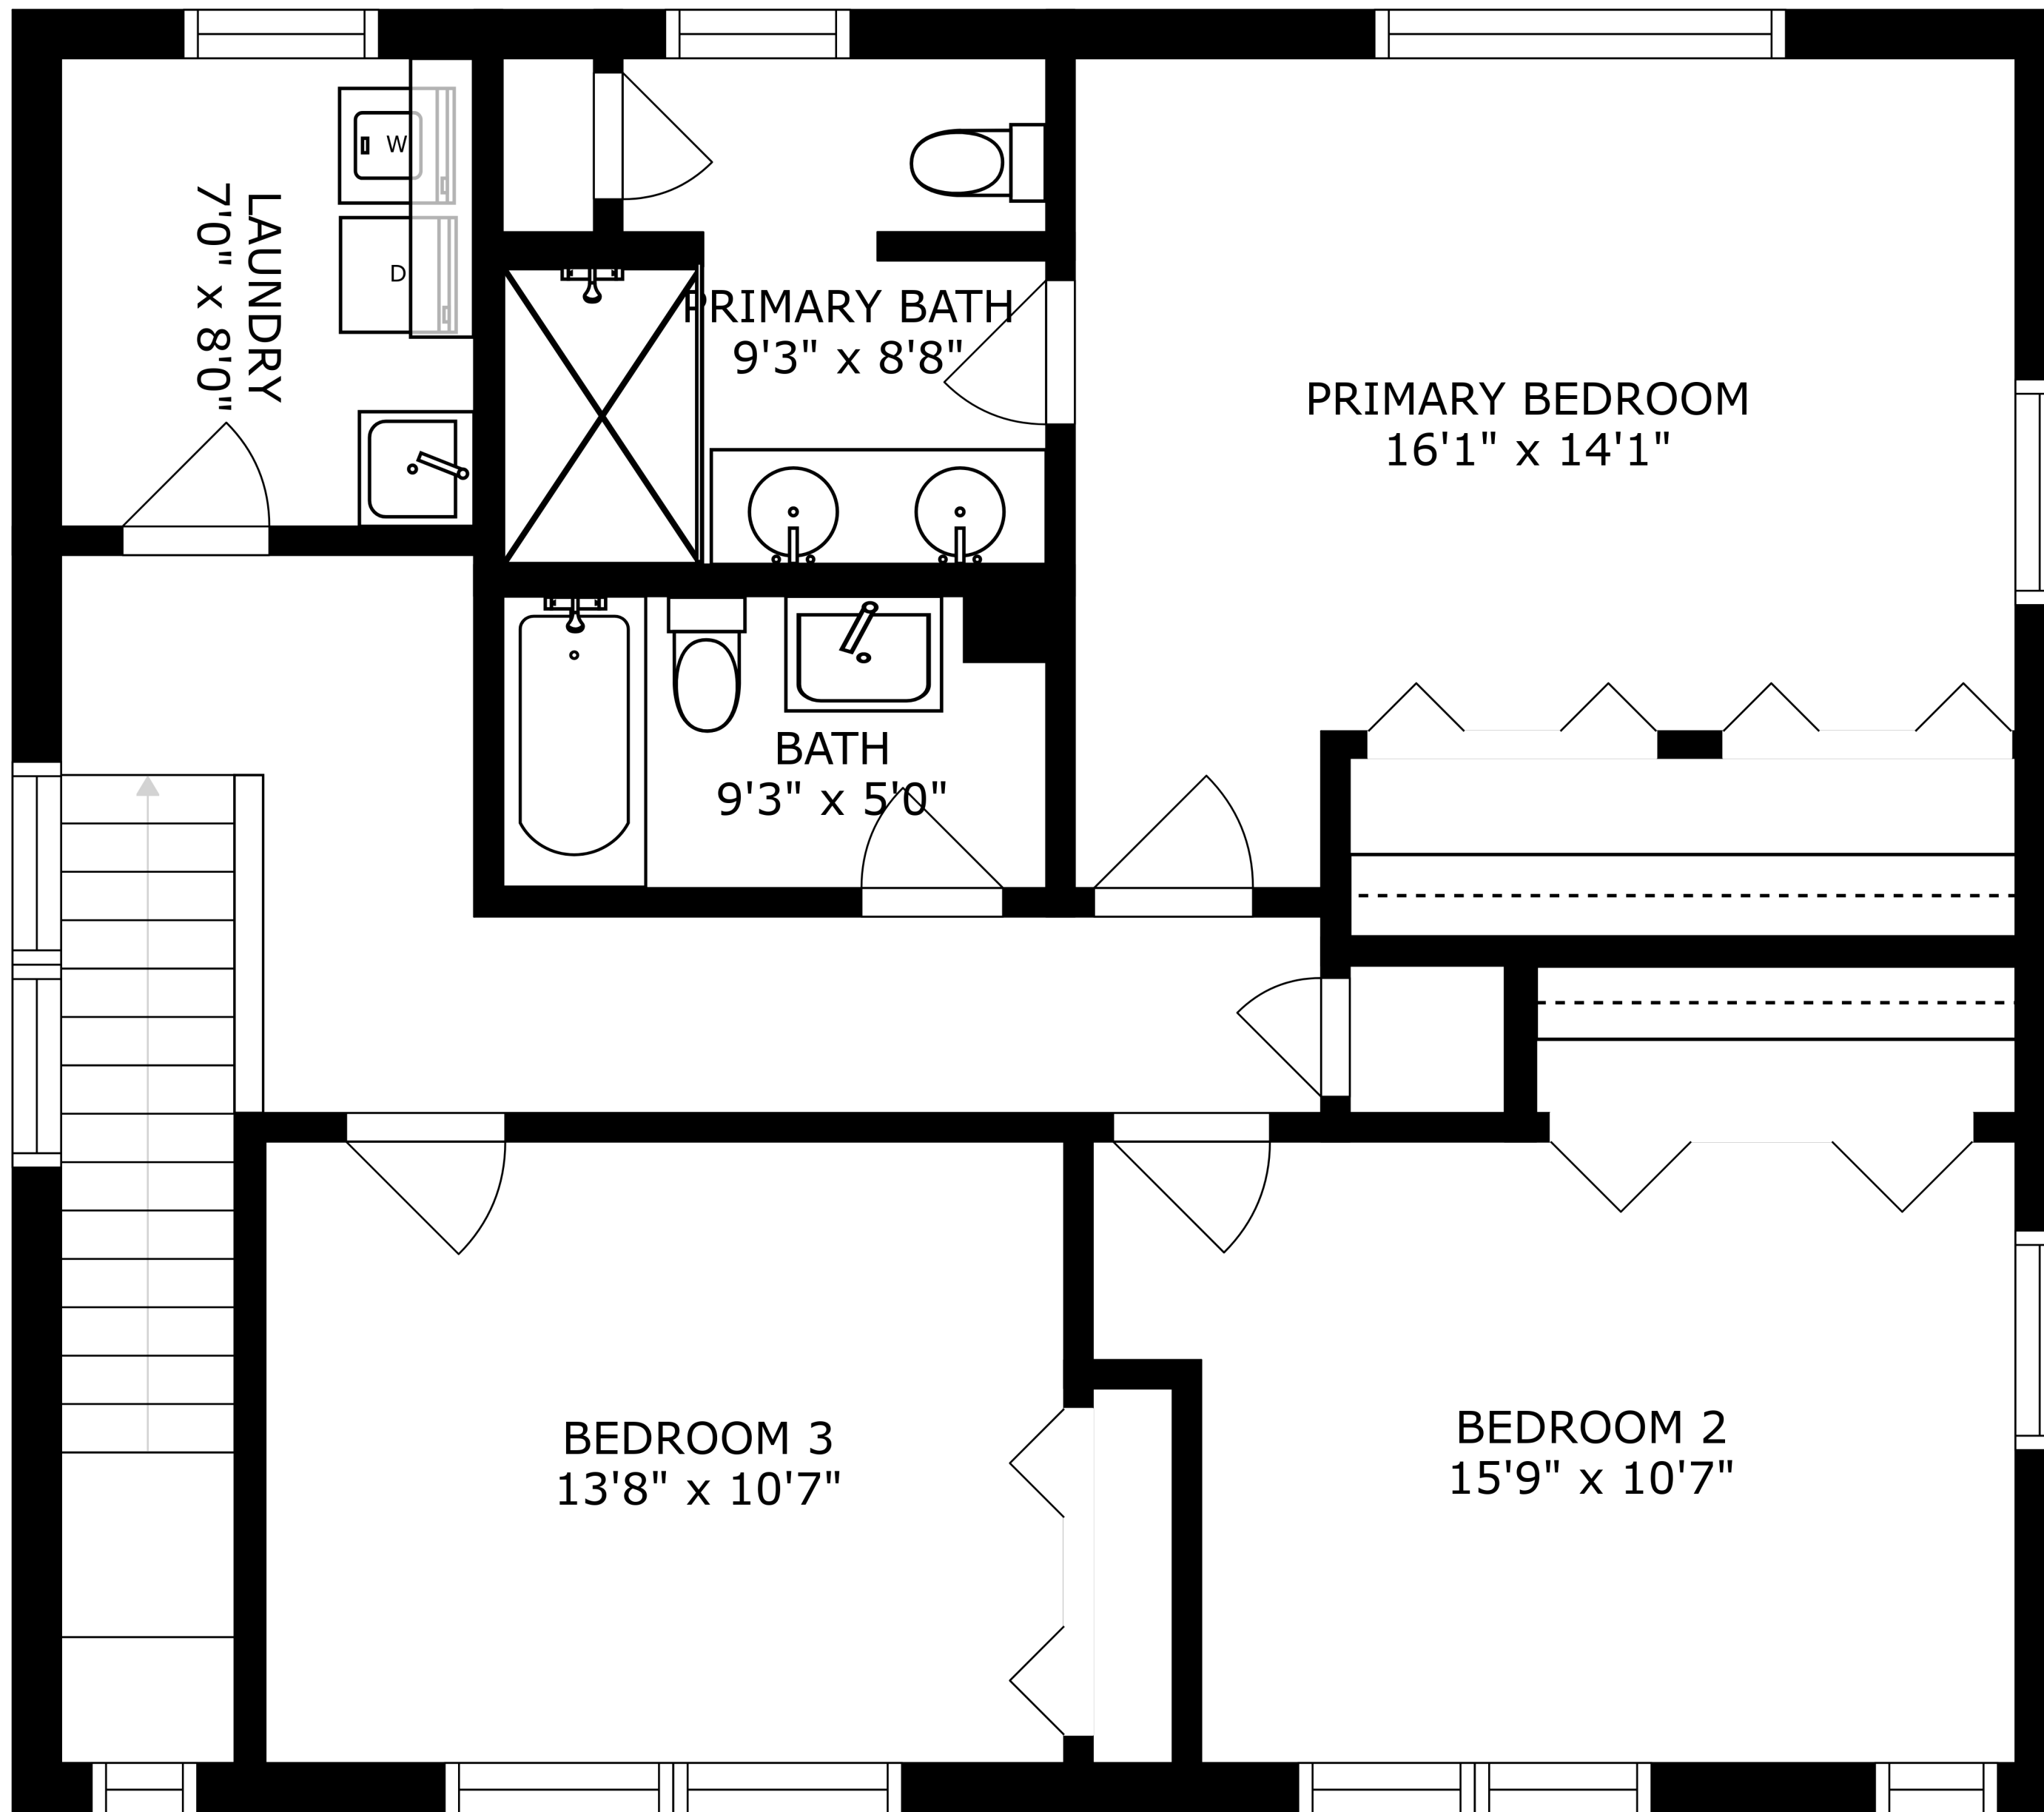 W
D
LAUNDRY
7'0" x 8'0"
PRIMARY BATH
9'3" x 8'8"
PRIMARY BEDROOM
16'1" x 14'1"
BATH
9'3" x 5'0"
BEDROOM 3
13'8" x 10'7"
BEDROOM 2
15'9" x 10'7"